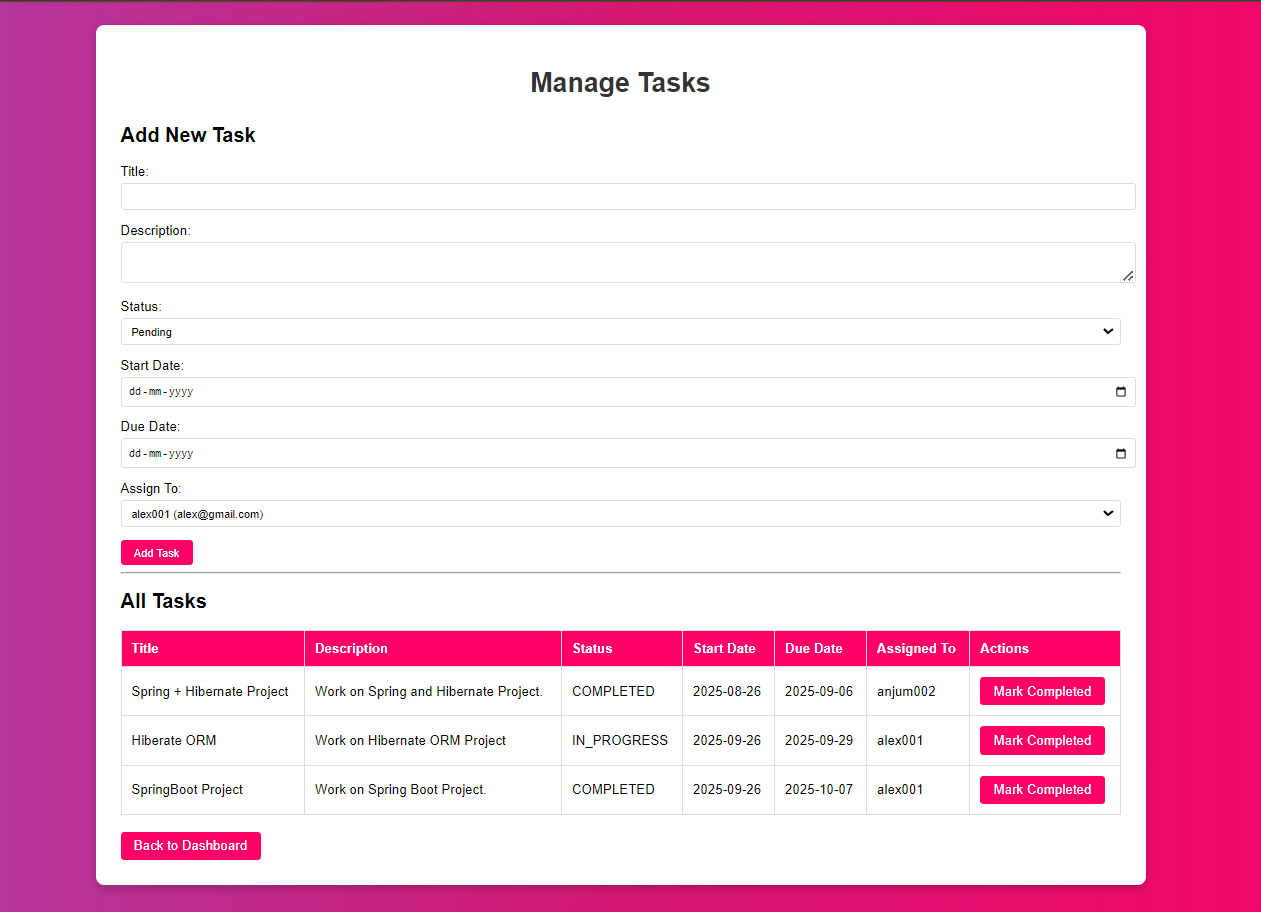 Manage Tasks
Add New Task
Title:
Description:
Status:
Pending
Start Date:
dd-mm-yyyy
Due Date:
dd-mm-yyyy
Assign To:
alex001 (alex@gmail.com)
Add Task
All Tasks
Title Description Status Start Date Due Date Assigned To Actions
Spring + Hibernate Project Work on Spring and Hibernate Project. COMPLETED 2025-08-26 2025-09-06 anjum002 Mark Completed
Hiberate ORM Work on Hibernate ORM Project IN_PROGRESS 2025-09-26 2025-09-29 alex001 Mark Completed
SpringBoot Project Work on Spring Boot Project. COMPLETED 2025-09-26 2025-10-07 alex001 Mark Completed
Back to Dashboard